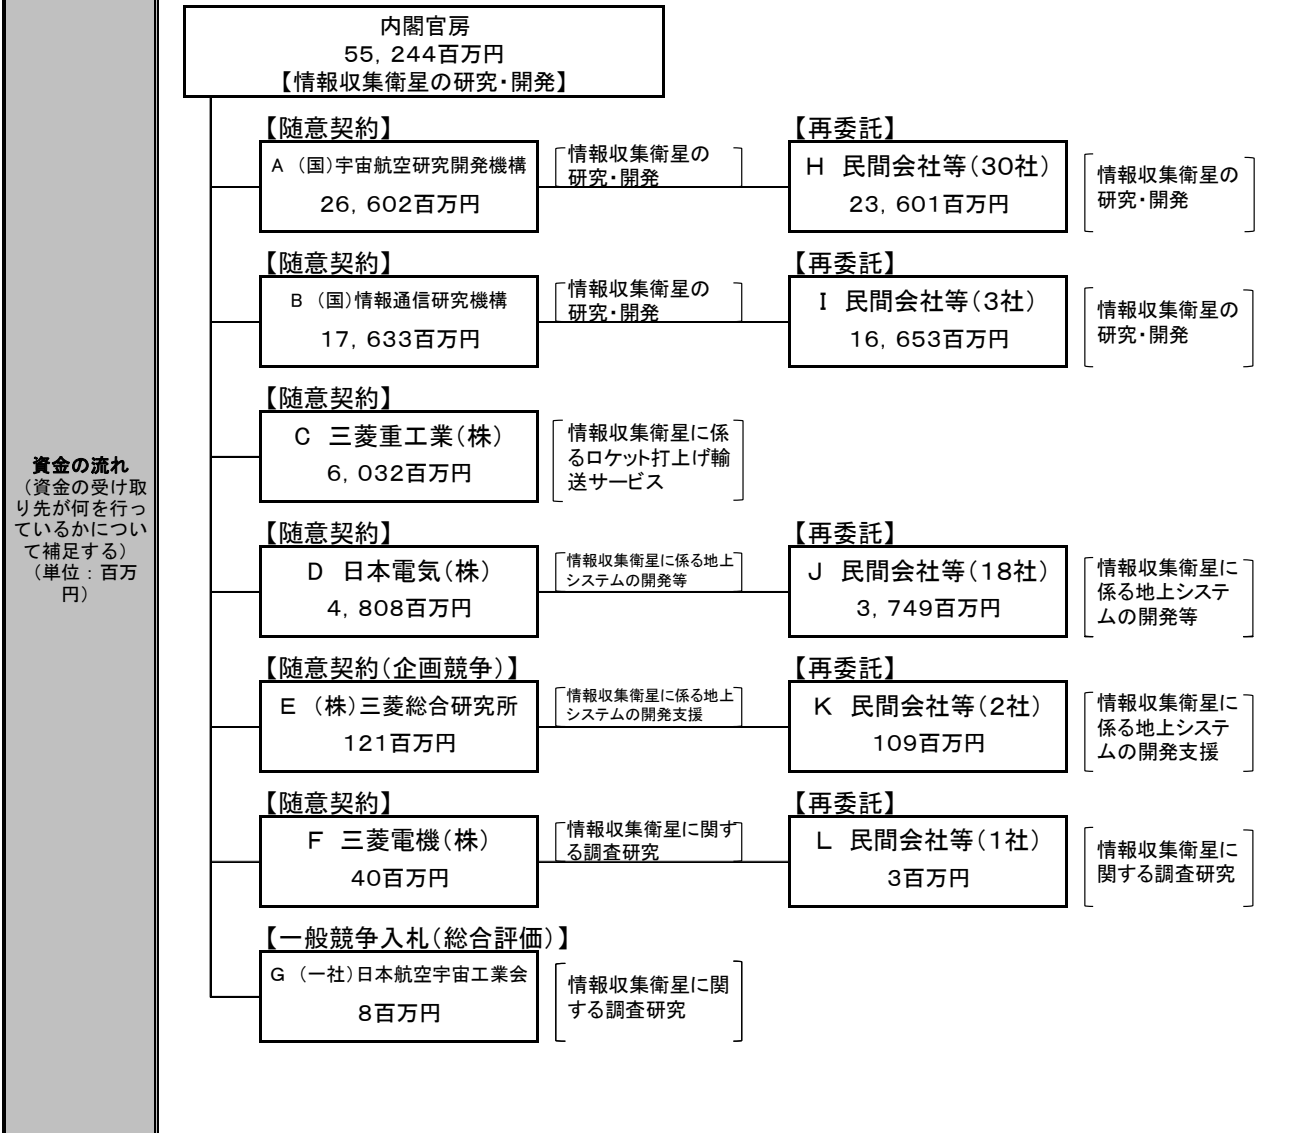 資金の流れ
（資金の受け取
り先が何を行っ
ているかについ
て補足する）
（単位：百万
円）
内閣官房
55，244百万円
【情報収集衛星の研究・開発】
【随意契約】
A （国）宇宙航空研究開発機構
26，602百万円
情報収集衛星の
研究・開発
【再委託】
H 民間会社等（30社）
23，601百万円
情報収集衛星の
研究・開発
【随意契約】
B （国）情報通信研究機構
17，633百万円
情報収集衛星の
研究・開発
【再委託】
I 民間会社等（3社）
16，653百万円
情報収集衛星の
研究・開発
【随意契約】
C 三菱重工業（株）
6，032百万円
情報収集衛星に係
るロケット打上げ輸
送サービス
【随意契約】
D 日本電気（株）
4，808百万円
情報収集衛星に係る地上
システムの開発等
【再委託】
J 民間会社等（18社）
3，749百万円
情報収集衛星に
係る地上システ
ムの開発等
【随意契約（企画競争）】
E （株）三菱総合研究所
121百万円
情報収集衛星に係る地上
システムの開発支援
【再委託】
K 民間会社等（2社）
109百万円
情報収集衛星に
係る地上システ
ムの開発支援
【随意契約】
F 三菱電機（株）
40百万円
情報収集衛星に関す
る調査研究
【再委託】
L 民間会社等（1社）
3百万円
情報収集衛星に
関する調査研究
【一般競争入札（総合評価）】
G （一社）日本航空宇宙工業会
8百万円
情報収集衛星に関
する調査研究